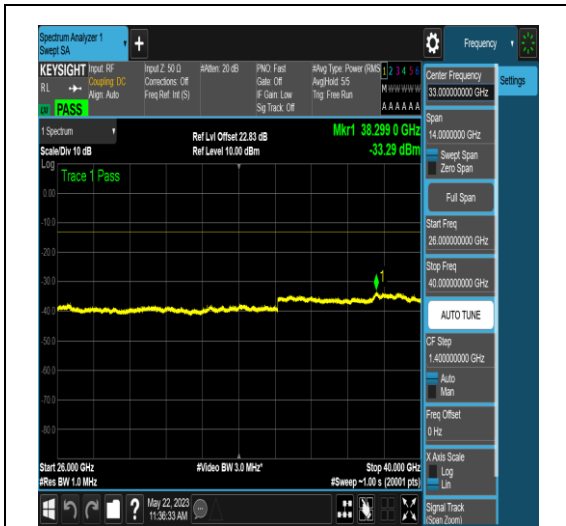 Spectrum Analyzer 1
Swept SA
+
Frequency
KEYSIGHT
RL
Input: RF
Coupling: DC
Align: Auto
Input Z: 50 Ω
Corrections: Off
Freq Ref: Int (S)
#Atten: 20 dB
PNO: Fast
Gate: Off
IF Gain: Low
Sig Track: Off
#Avg Type: Power (RMS
Avg|Hold: 5/5
Trig: Free Run
1 2 3 4 5 6
M W W W W W
A A A A A A
PASS
1 Spectrum
Scale/Div 10 dB
Ref Lvl Offset 22.83 dB
Ref Level 10.00 dBm
Mkr1 38.299 0 GHz
-33.29 dBm
Log
Trace 1 Pass
0.00
-10.0
-20.0
-30.0
-40.0
-50.0
-60.0
-70.0
-80.0
1
Start 26.000 GHz
#Res BW 1.0 MHz
#Video BW 3.0 MHz*
Stop 40.000 GHz
#Sweep ~1.00 s (20001 pts)
May 22, 2023
11:36:33 AM
?
Center Frequency
33.000000000 GHz
Settings
Span
14.0000000 GHz
Swept Span
Zero Span
Full Span
Start Freq
26.000000000 GHz
Stop Freq
40.000000000 GHz
AUTO TUNE
CF Step
1.400000000 GHz
Auto
Man
Freq Offset
0 Hz
X Axis Scale
Log
Lin
Signal Track
(Span Zoom)